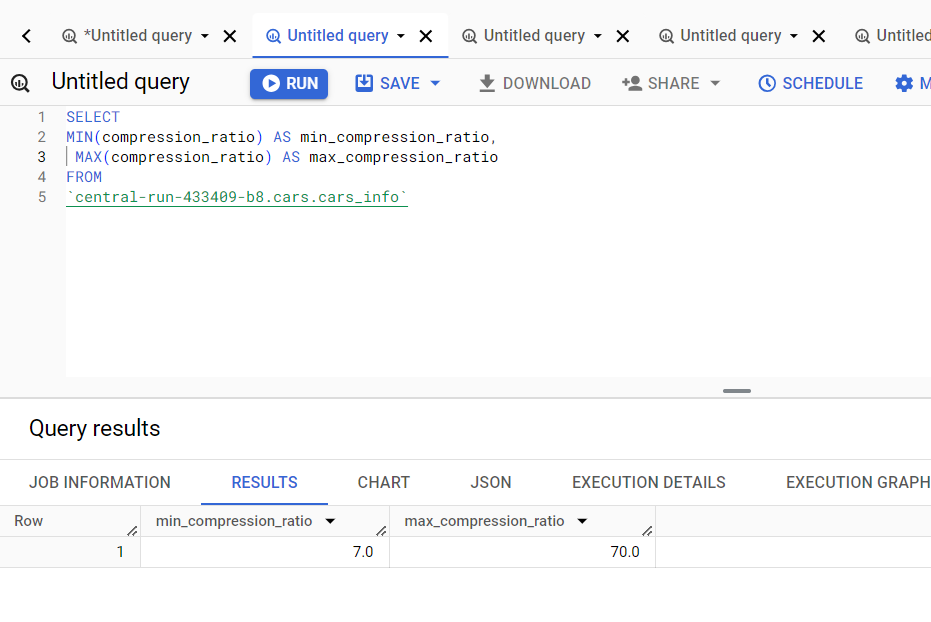 *Untitled query Untitled query Untitled query Untitled query Untitled
Untitled query RUN SAVE DOWNLOAD SHARE SCHEDULE M
1 SELECT
2 MIN(compression_ratio) AS min_compression_ratio,
3 MAX(compression_ratio) AS max_compression_ratio
4 FROM
5 `central-run-433409-b8.cars.cars_info`
Query results
JOB INFORMATION RESULTS CHART JSON EXECUTION DETAILS EXECUTION GRAPH
Row min_compression_ratio max_compression_ratio
1 7.0 70.0